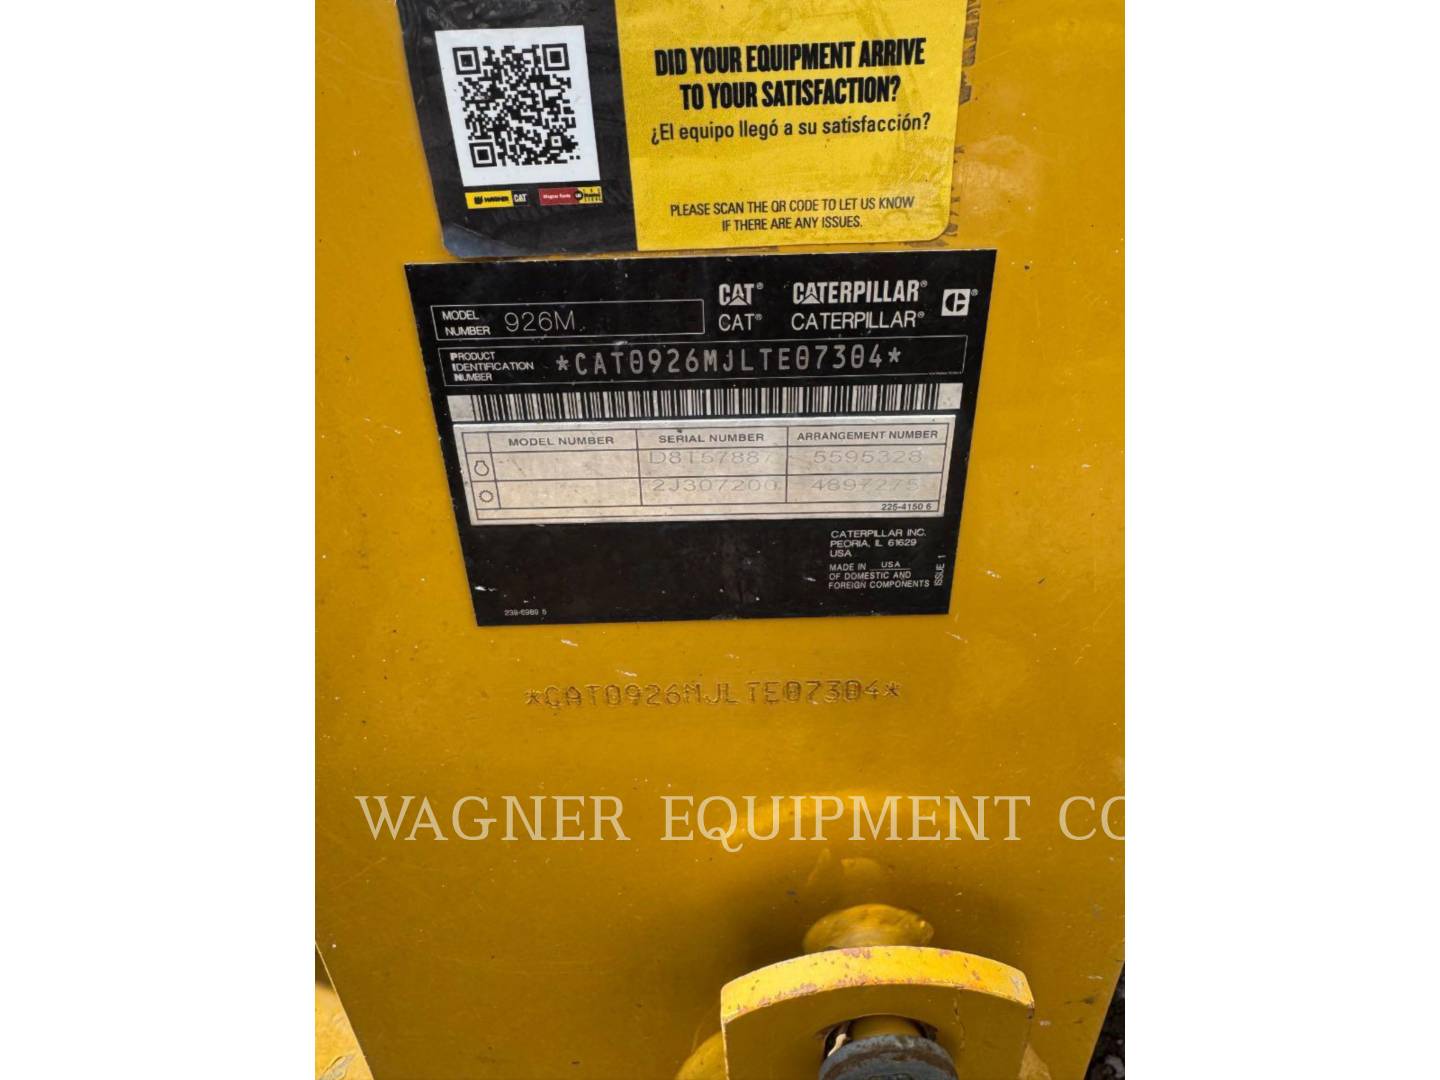 DID YOUR EQUIPMENT ARRIVE
TO YOUR SATISFACTION?
¿El equipo llegó a su satisfacción?
PLEASE SCAN THE QR CODE TO LET US KNOW
IF THERE ARE ANY ISSUES.
WAGNER CAT
CAT® CATERPILLAR®
CAT® CATERPILLAR®
MODEL
NUMBER 926M
PRODUCT
IDENTIFICATION
NUMBER
*CAT0926MJLTE07304*
MODEL NUMBER SERIAL NUMBER ARRANGEMENT NUMBER
D8T57887 5595328
2J307200 4897275
225-4150 6
CATERPILLAR INC.
PEORIA, IL 61629
USA
MADE IN USA
OF DOMESTIC AND
FOREIGN COMPONENTS
ISSUE 1
239-6989 5
*CAT0926MJLTE07304*
WAGNER EQUIPMENT CO